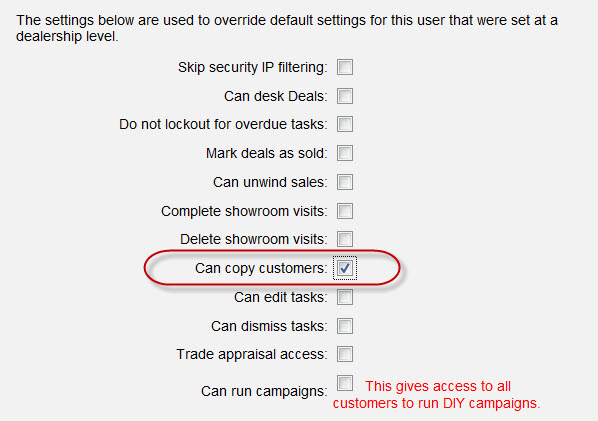 The settings below are used to override default settings for this user that were set at a
dealership level.
Skip security IP filtering:
Can desk Deals:
Do not lockout for overdue tasks:
Mark deals as sold:
Can unwind sales:
Complete showroom visits:
Delete showroom visits:
Can copy customers:
Can edit tasks:
Can dismiss tasks:
Trade appraisal access:
Can run campaigns: This gives access to all
customers to run DIY campaigns.